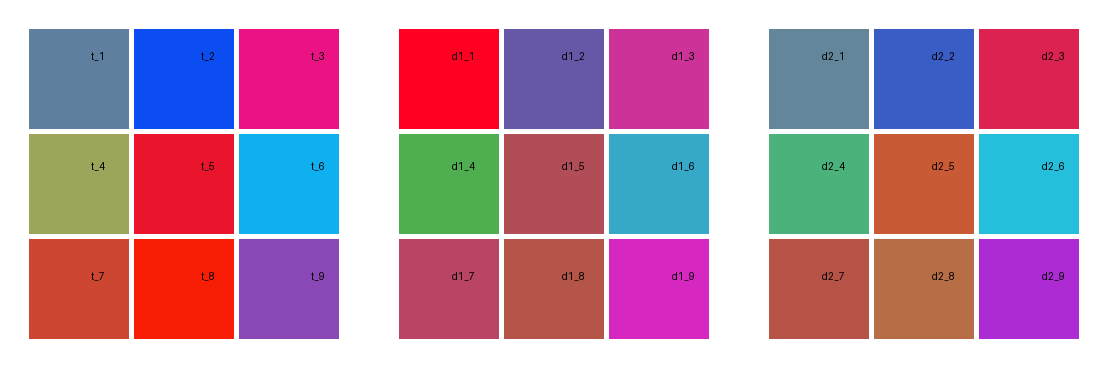 t_1 t_2 t_3 d1_1 d1_2 d1_3 d2_1 d2_2 d2_3
t_4 t_5 t_6 d1_4 d1_5 d1_6 d2_4 d2_5 d2_6
t_7 t_8 t_9 d1_7 d1_8 d1_9 d2_7 d2_8 d2_9